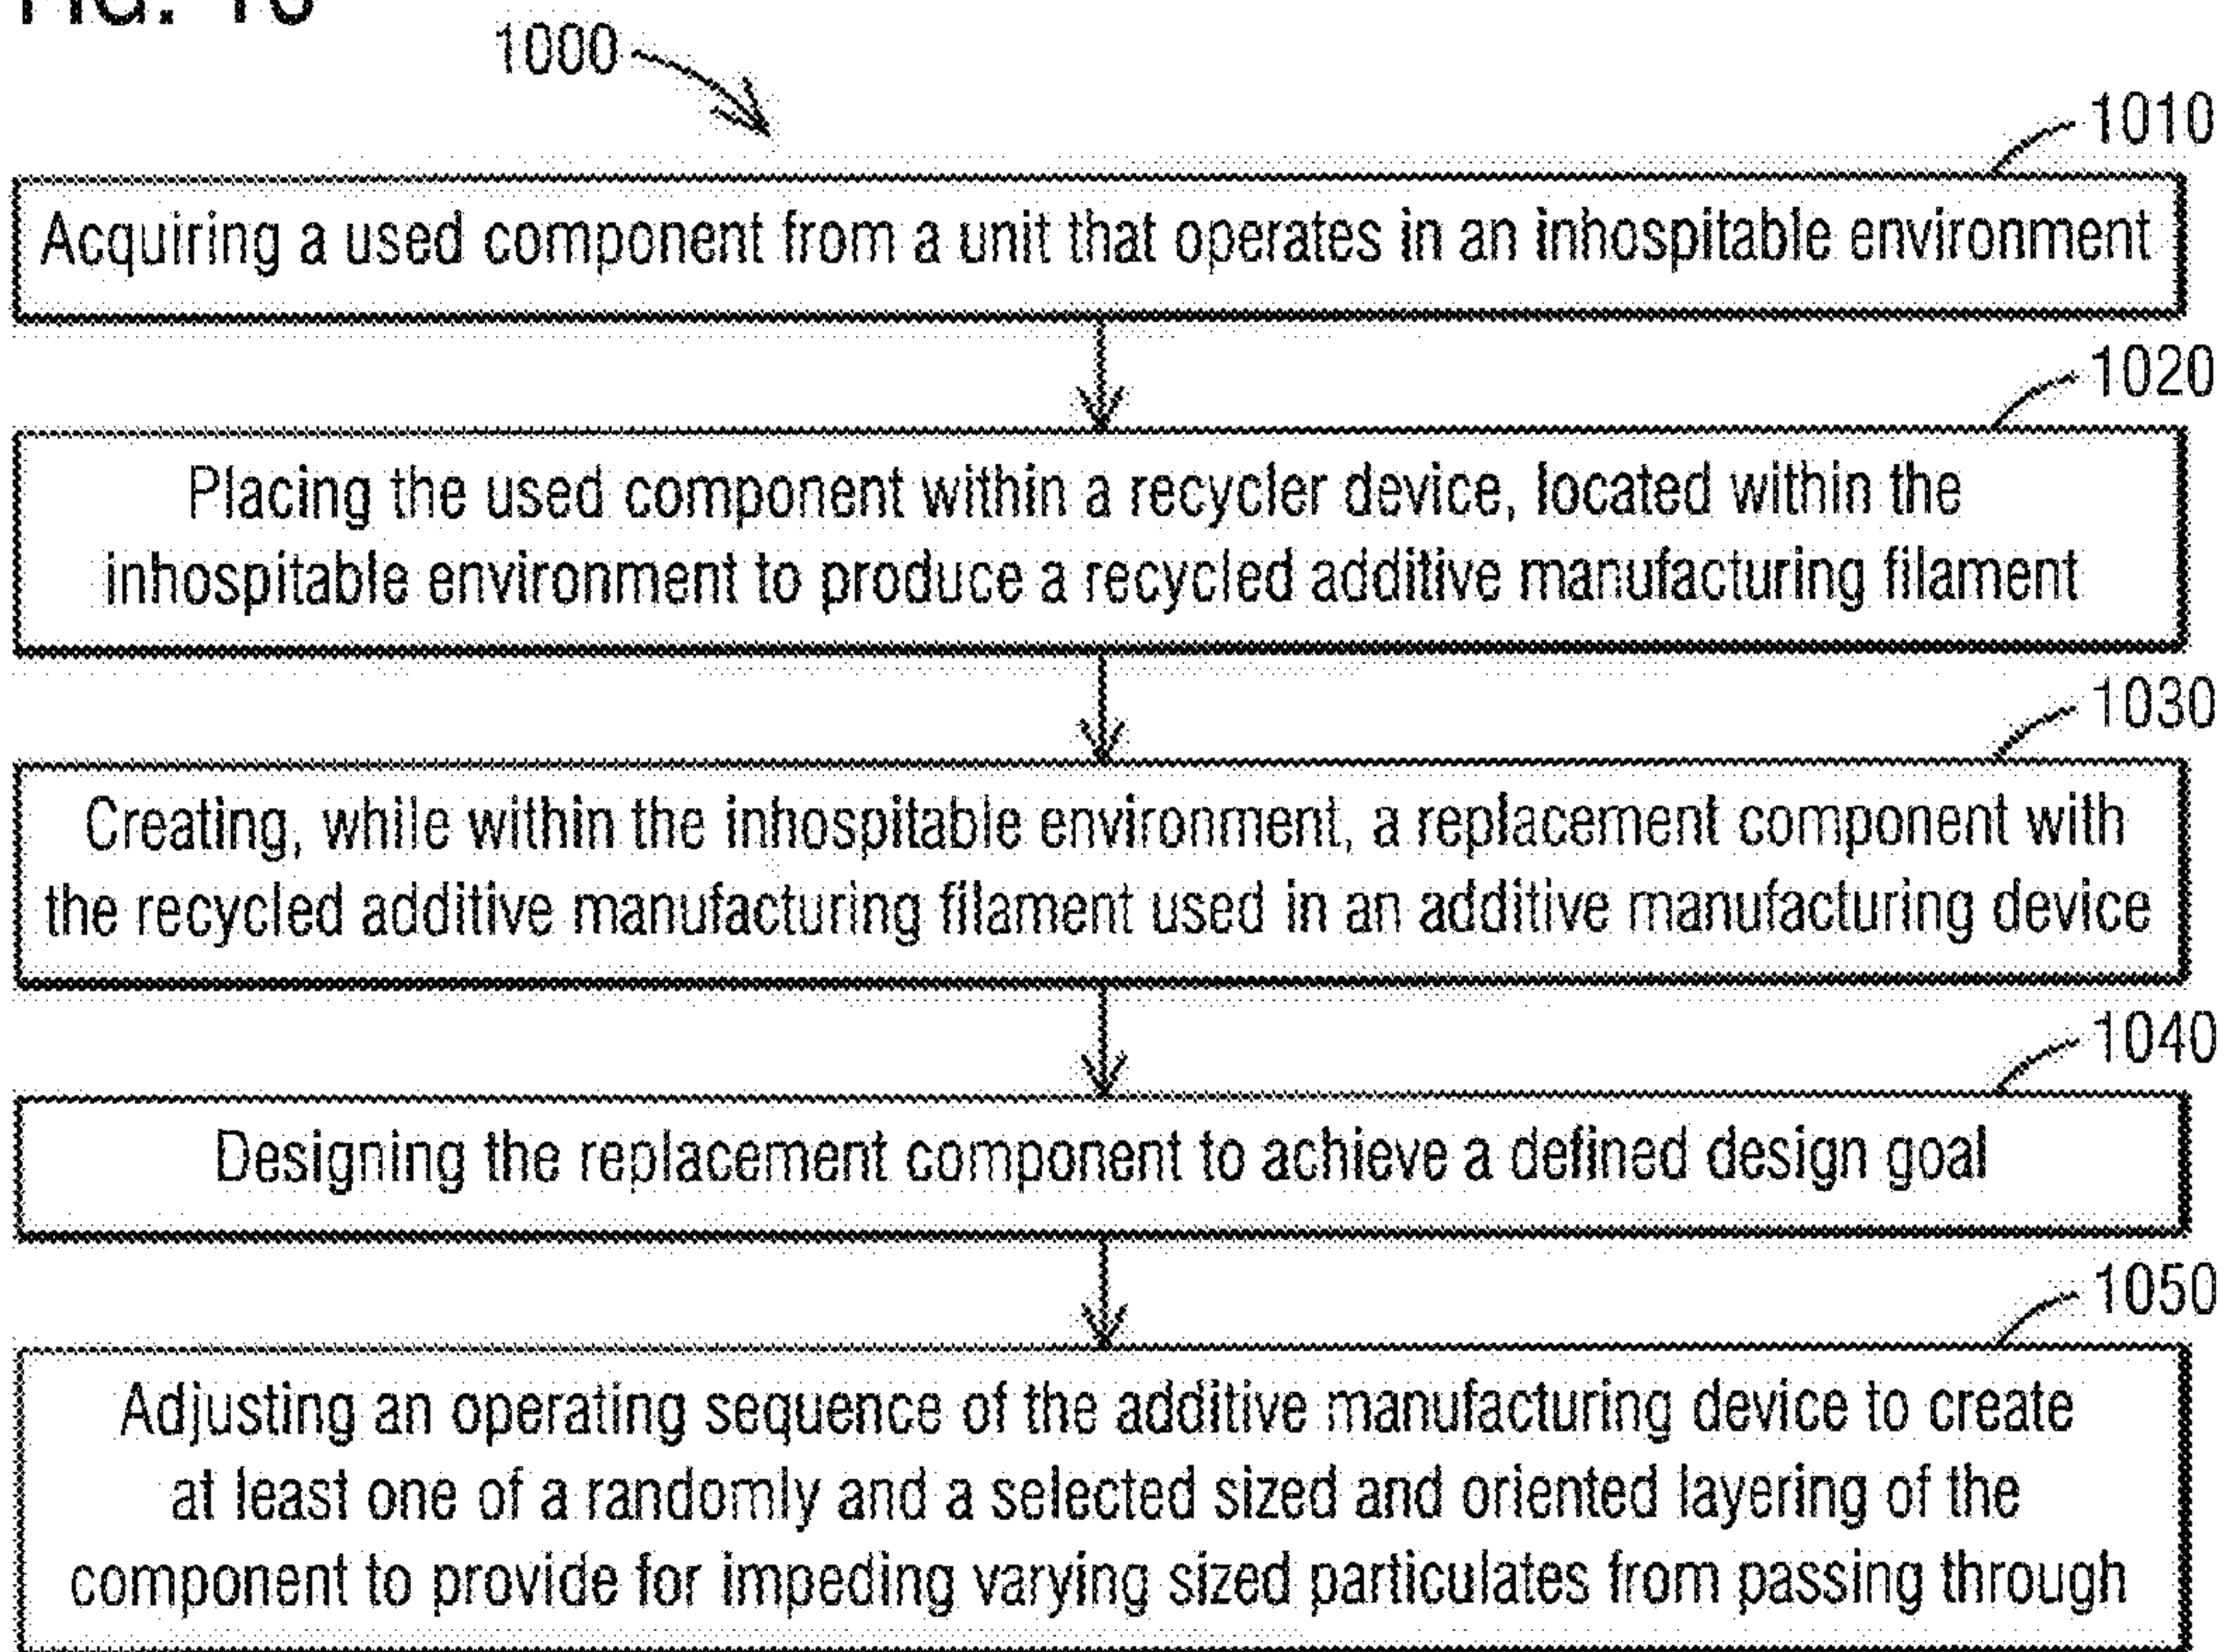 FIG. 10
1000
1010
Acquiring a used component from a unit that operates in an inhospitable environment
1020
Placing the used component within a recycler device, located within the
inhospitable environment to produce a recycled additive manufacturing filament
1030
Creating, while within the inhospitable environment, a replacement component with
the recycled additive manufacturing filament used in an additive manufacturing device
1040
Designing the replacement component to achieve a defined design goal
1050
Adjusting an operating sequence of the additive manufacturing device to create
at least one of a randomly and a selected sized and oriented layering of the
component to provide for impeding varying sized particulates from passing through